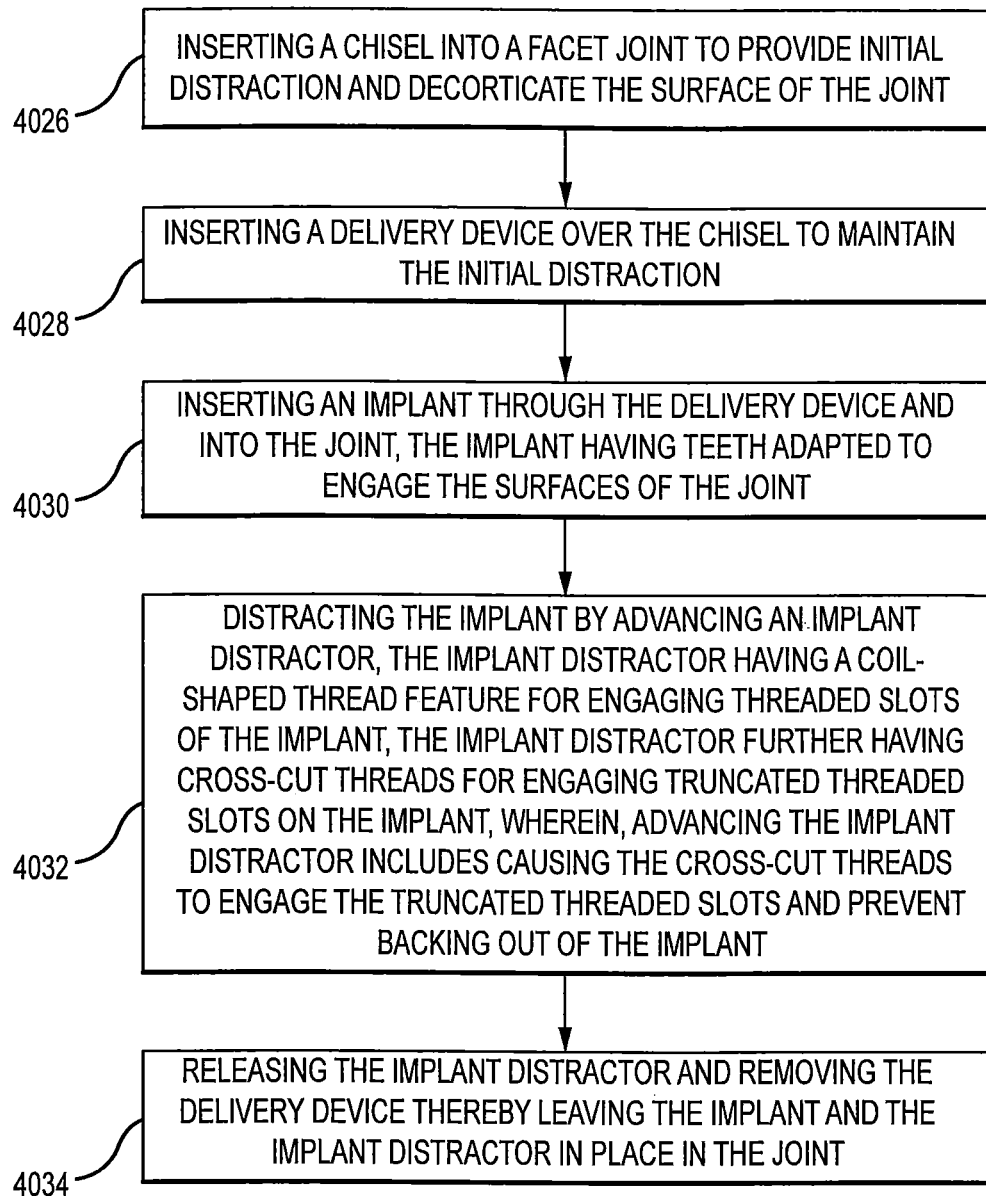 INSERTING A CHISEL INTO A FACET JOINT TO PROVIDE INITIAL
DISTRACTION AND DECORTICATE THE SURFACE OF THE JOINT
4026
INSERTING A DELIVERY DEVICE OVER THE CHISEL TO MAINTAIN
THE INITIAL DISTRACTION
4028
INSERTING AN IMPLANT THROUGH THE DELIVERY DEVICE AND
INTO THE JOINT, THE IMPLANT HAVING TEETH ADAPTED TO
ENGAGE THE SURFACES OF THE JOINT
4030
DISTRACTING THE IMPLANT BY ADVANCING AN IMPLANT
DISTRACTOR, THE IMPLANT DISTRACTOR HAVING A COIL-
SHAPED THREAD FEATURE FOR ENGAGING THREADED SLOTS
OF THE IMPLANT, THE IMPLANT DISTRACTOR FURTHER HAVING
CROSS-CUT THREADS FOR ENGAGING TRUNCATED THREADED
SLOTS ON THE IMPLANT, WHEREIN, ADVANCING THE IMPLANT
DISTRACTOR INCLUDES CAUSING THE CROSS-CUT THREADS
TO ENGAGE THE TRUNCATED THREADED SLOTS AND PREVENT
BACKING OUT OF THE IMPLANT
4032
RELEASING THE IMPLANT DISTRACTOR AND REMOVING THE
DELIVERY DEVICE THEREBY LEAVING THE IMPLANT AND THE
IMPLANT DISTRACTOR IN PLACE IN THE JOINT
4034